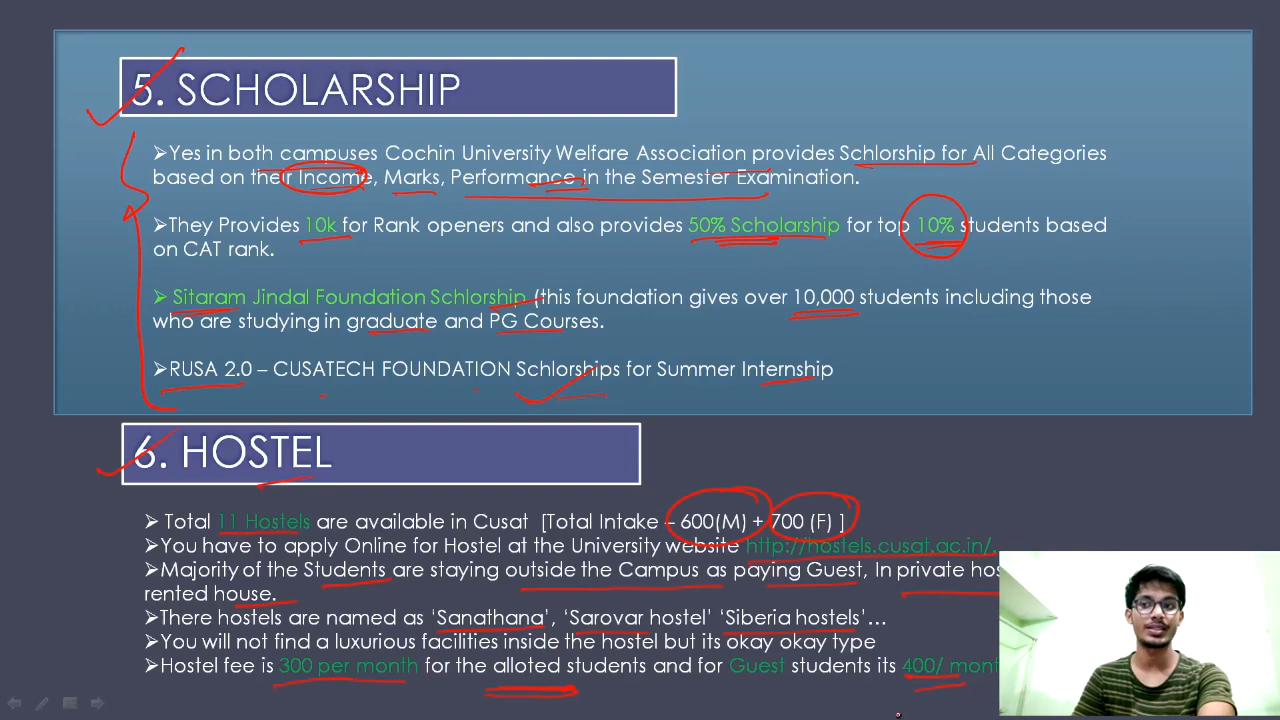 5. SCHOLARSHIP
➢Yes in both campuses Cochin University Welfare Association provides Schlorship for All Categories
based on their Income, Marks, Performance in the Semester Examination.
➢They Provides 10k for Rank openers and also provides 50% Scholarship for top 10% students based
on CAT rank.
➢ Sitaram Jindal Foundation Schlorship (this foundation gives over 10,000 students including those
who are studying in graduate and PG Courses.
➢RUSA 2.0 – CUSATECH FOUNDATION Schlorships for Summer Internship
6. HOSTEL
➢ Total 11 Hostels are available in Cusat [Total Intake – 600(M) + 700 (F) ]
➢You have to apply Online for Hostel at the University website http://hostels.cusat.ac.in/.
➢Majority of the Students are staying outside the Campus as paying Guest, In private
rented house.
➢There hostels are named as 'Sanathana', 'Sarovar hostel' 'Siberia hostels'...
➢You will not find a luxurious facilities inside the hostel but its okay okay type
➢Hostel fee is 300 per month for the alloted students and for Guest students its 400/